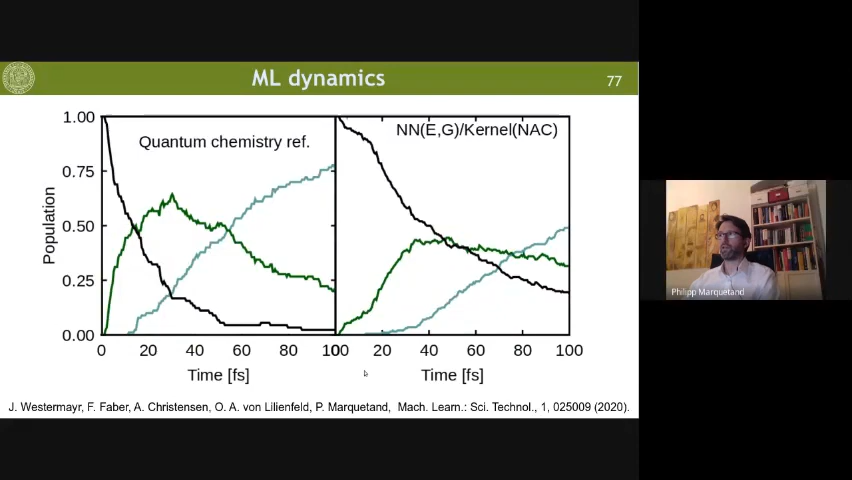 ML dynamics
77
Quantum chemistry ref.
NN(E,G)/Kernel(NAC)
1.00
0.75
0.50
0.25
0.00
Population
0 20 40 60 80 100
0 20 40 60 80 100
Time [fs]
Time [fs]
J. Westermayr, F. Faber, A. Christensen, O. A. von Lilienfeld, P. Marquetand, Mach. Learn.: Sci. Technol., 1, 025009 (2020).
Philipp Marquetand